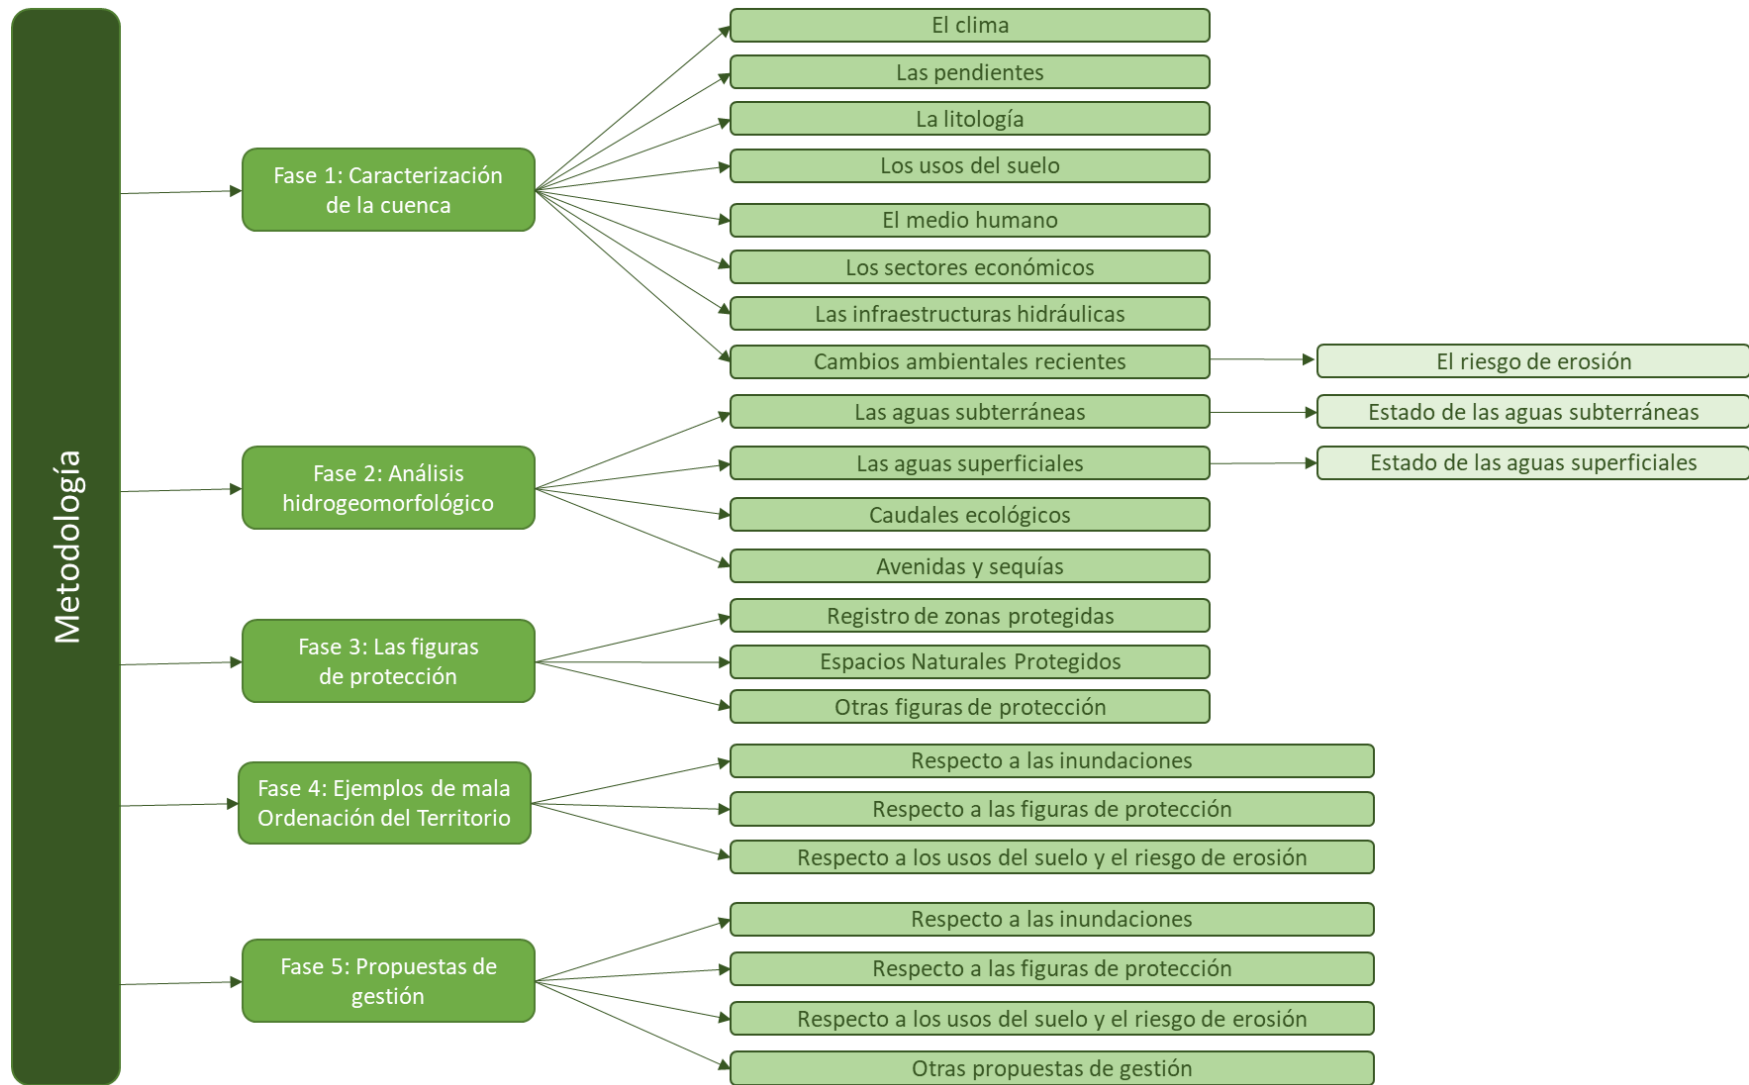 Metodología
Fase 1: Caracterización
de la cuenca
El clima
Las pendientes
La litología
Los usos del suelo
El medio humano
Los sectores económicos
Las infraestructuras hidráulicas
Cambios ambientales recientes
El riesgo de erosión
Fase 2: Análisis
hidrogeomorfológico
Las aguas subterráneas
Estado de las aguas subterráneas
Las aguas superficiales
Estado de las aguas superficiales
Caudales ecológicos
Avenidas y sequías
Fase 3: Las figuras
de protección
Registro de zonas protegidas
Espacios Naturales Protegidos
Otras figuras de protección
Fase 4: Ejemplos de mala
Ordenación del Territorio
Respecto a las inundaciones
Respecto a las figuras de protección
Respecto a los usos del suelo y el riesgo de erosión
Fase 5: Propuestas de
gestión
Respecto a las inundaciones
Respecto a las figuras de protección
Respecto a los usos del suelo y el riesgo de erosión
Otras propuestas de gestión